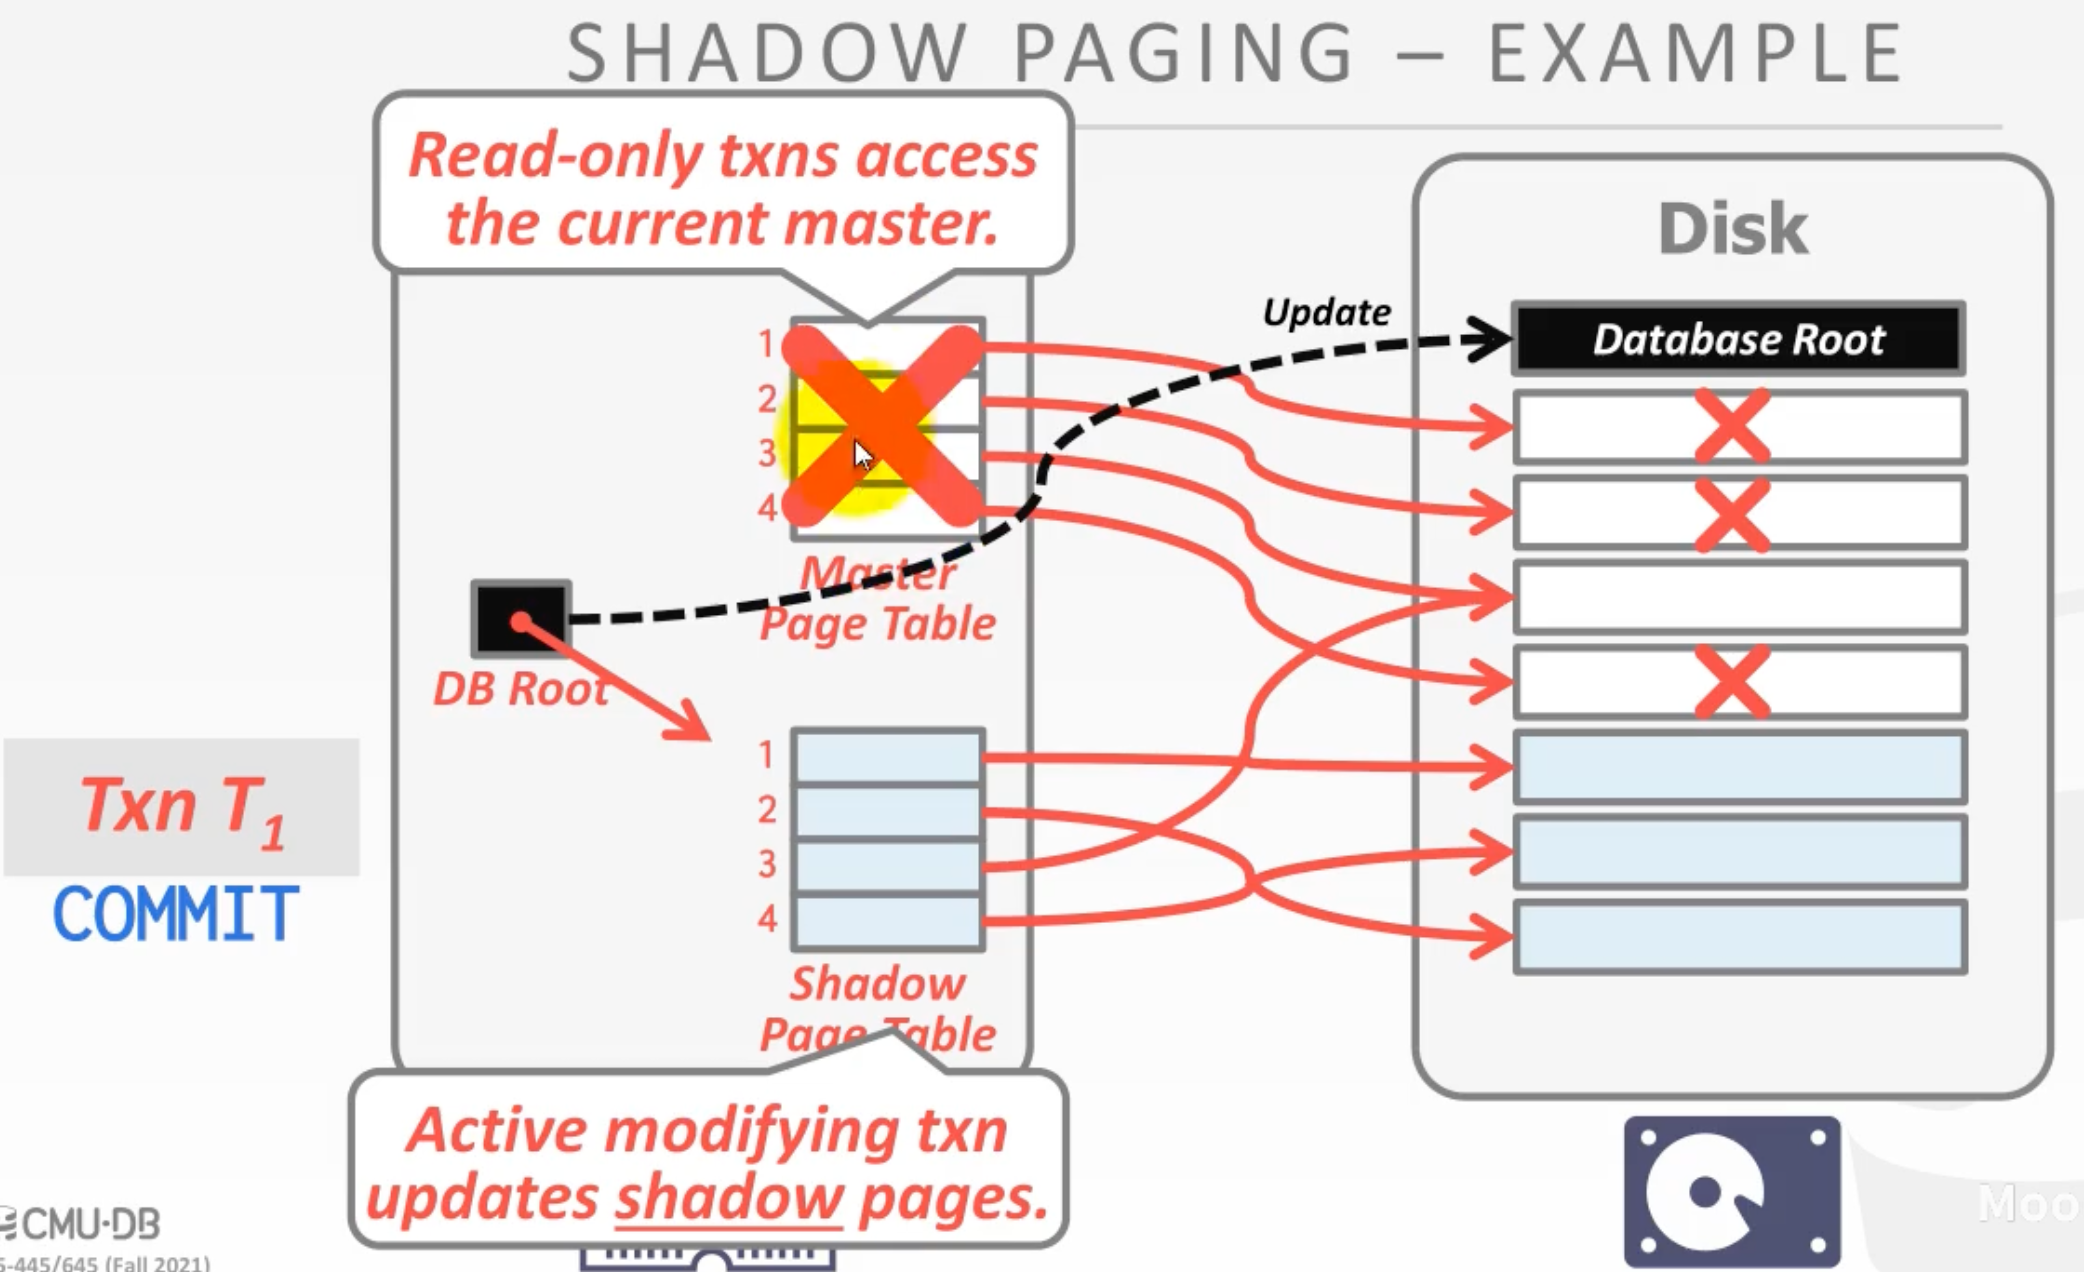 SHADOW PAGING – EXAMPLE
Read-only txns access
the current master.
Disk
Update
Database Root
1
2
3
4
Master
Page Table
DB Root
1
2
3
4
Shadow
Page Table
Txn T1
COMMIT
Active modifying txn
updates shadow pages.
CMU·DB
5-445/645 (Fall 2021)